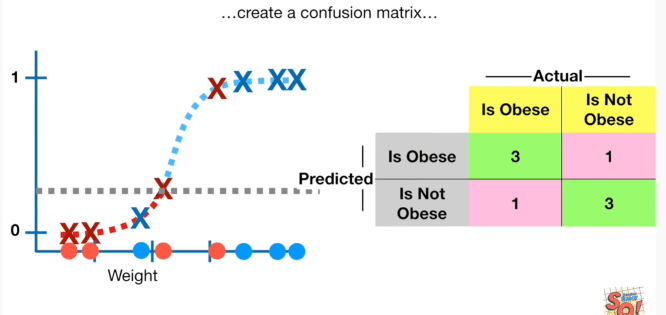 …create a confusion matrix…
1
0
Weight
Actual
Is Obese
Is Not
Obese
Predicted
Is Obese
3
1
Is Not
Obese
1
3
SQ!